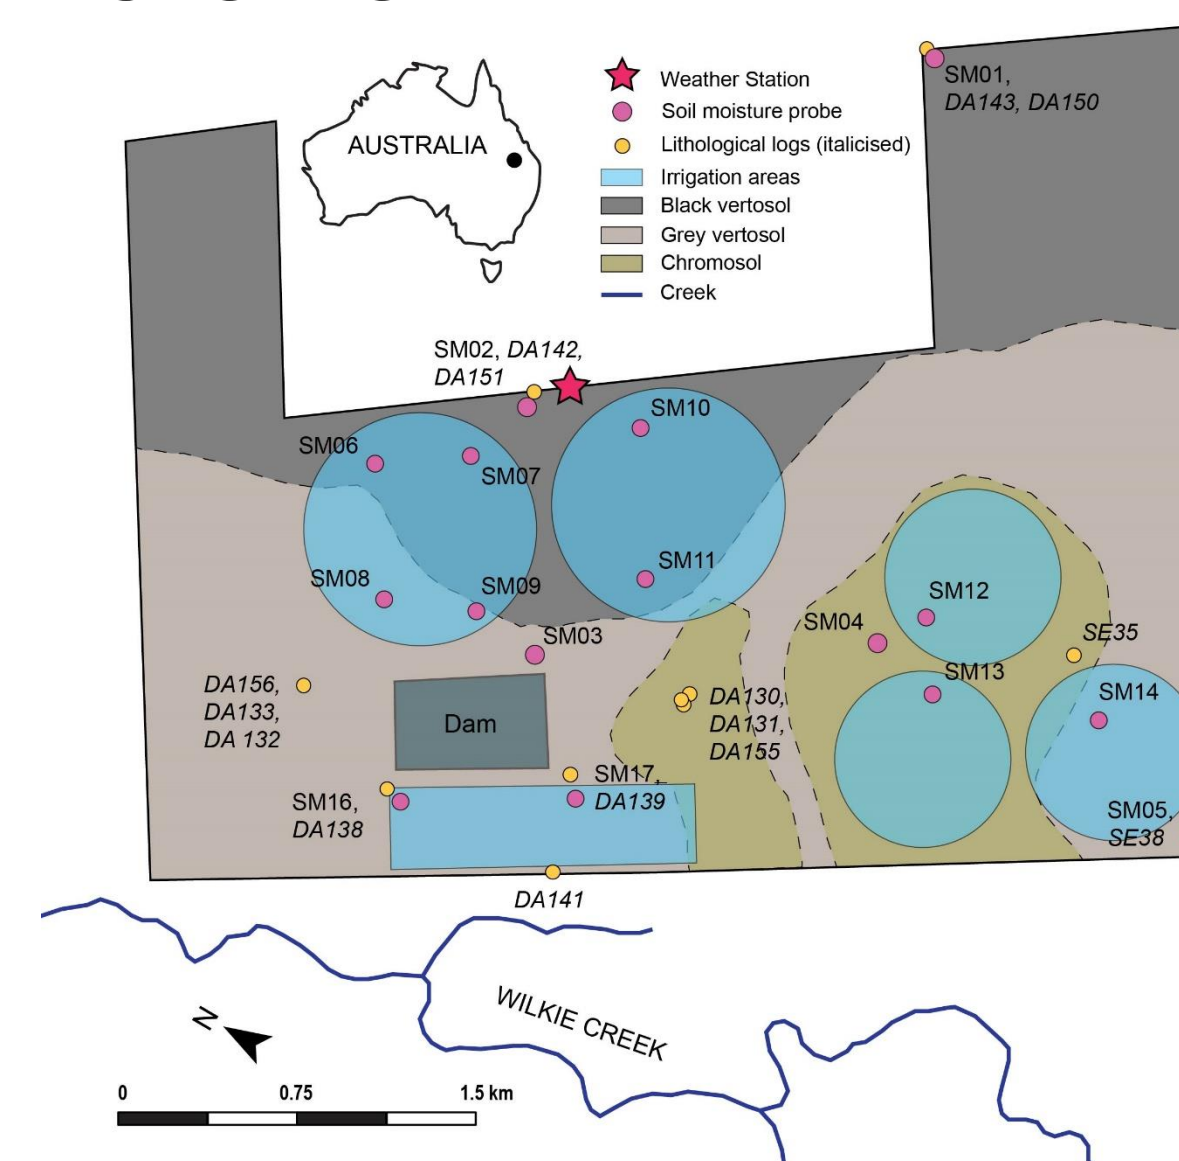 AUSTRALIA
Weather Station
Soil moisture probe
Lithological logs (italicised)
Irrigation areas
Black vertosol
Grey vertosol
Chromosol
Creek
SM01,
DA143, DA150
SM02, DA142,
DA151
SM10
SM06
SM07
SM11
SM08
SM09
SM12
SM03
SM04
SE35
SM13
DA156,
DA133,
DA 132
Dam
DA130,
DA131,
DA155
SM14
SM16,
DA138
SM17,
DA139
SM05,
SE38
DA141
WILKIE CREEK
N
0 0.75 1.5 km